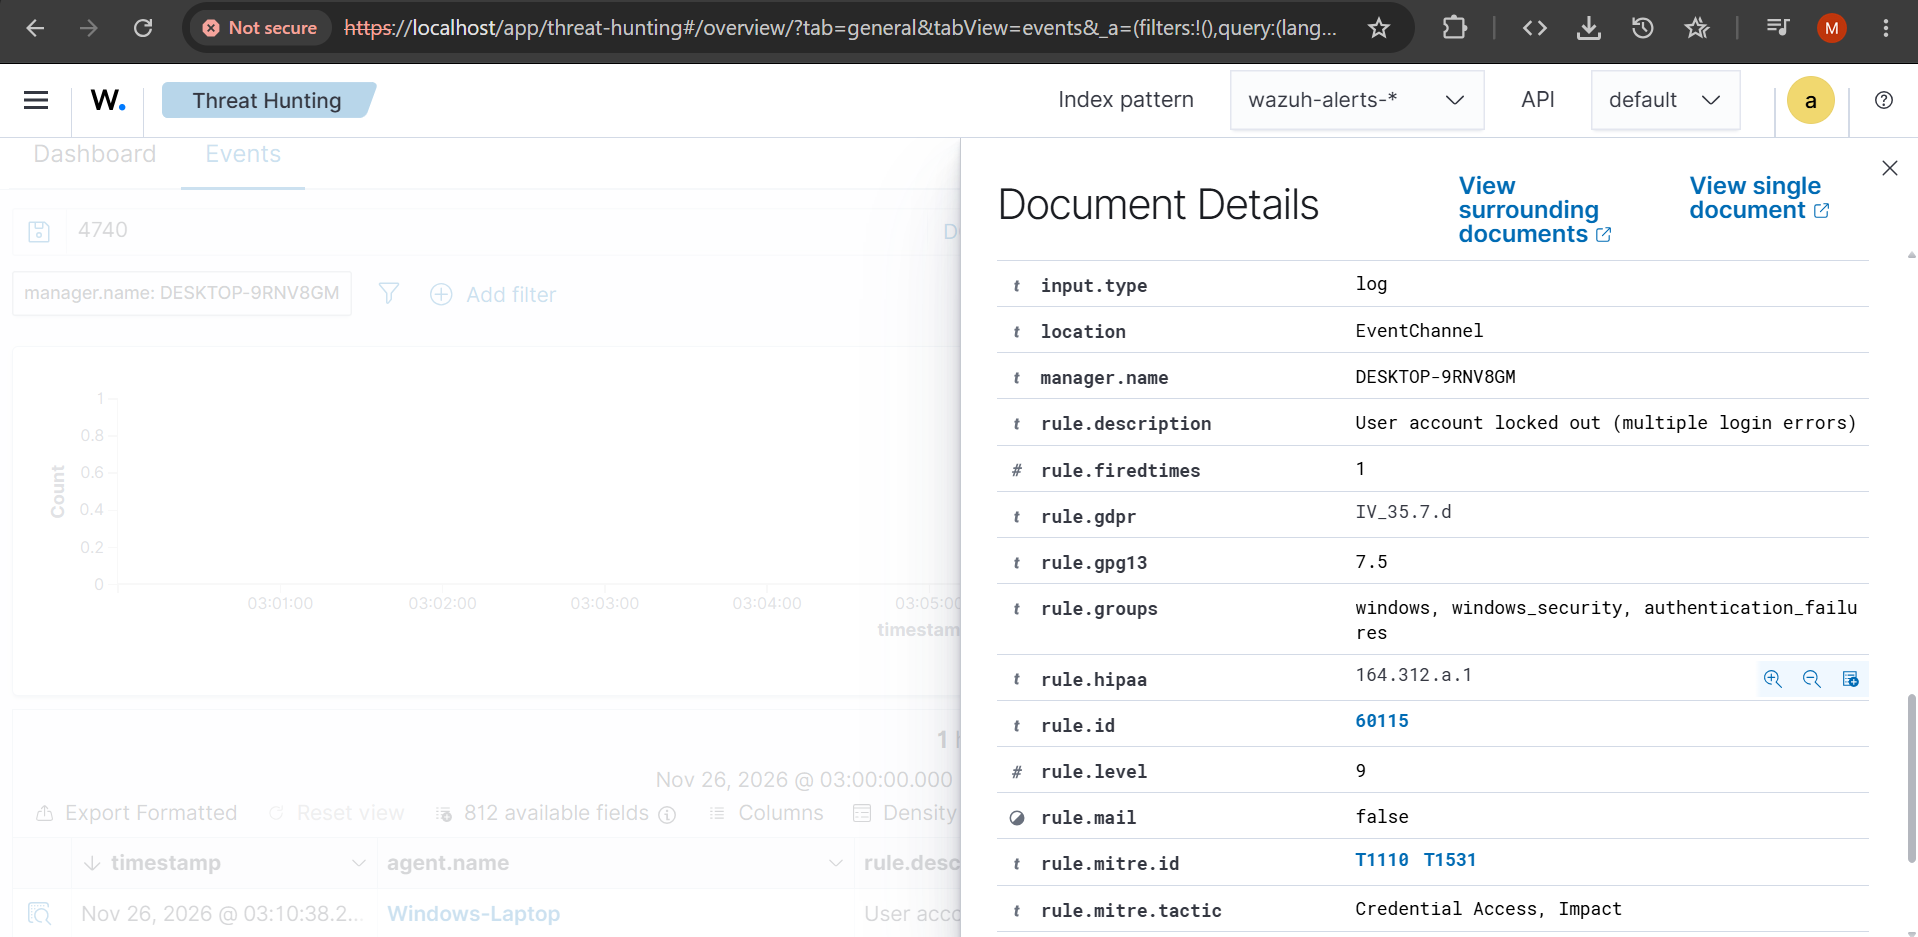 Not secure
https://localhost/app/threat-hunting#/overview/?tab=general&tabView=events&_a=(filters:!(),query:(lang...
M
W.
Threat Hunting
Index pattern
wazuh-alerts-*
API
default
a
Dashboard
Events
4740
manager.name: DESKTOP-9RNV8GM
Add filter
Count
1
0.8
0.6
0.4
0.2
0
03:01:00
03:02:00
03:03:00
03:04:00
03:05:00
timestam
1
Nov 26, 2026 @ 03:00:00.000
Export Formatted
Reset view
812 available fields
Columns
Density
timestamp
agent.name
rule.desc
Nov 26, 2026 @ 03:10:38.2...
Windows-Laptop
User acco
Document Details
View surrounding documents
View single document
t input.type log
t location EventChannel
t manager.name DESKTOP-9RNV8GM
t rule.description User account locked out (multiple login errors)
# rule.firedtimes 1
t rule.gdpr IV_35.7.d
t rule.gpg13 7.5
t rule.groups windows, windows_security, authentication_failu
res
t rule.hipaa 164.312.a.1
t rule.id 60115
# rule.level 9
rule.mail false
t rule.mitre.id T1110 T1531
t rule.mitre.tactic Credential Access, Impact